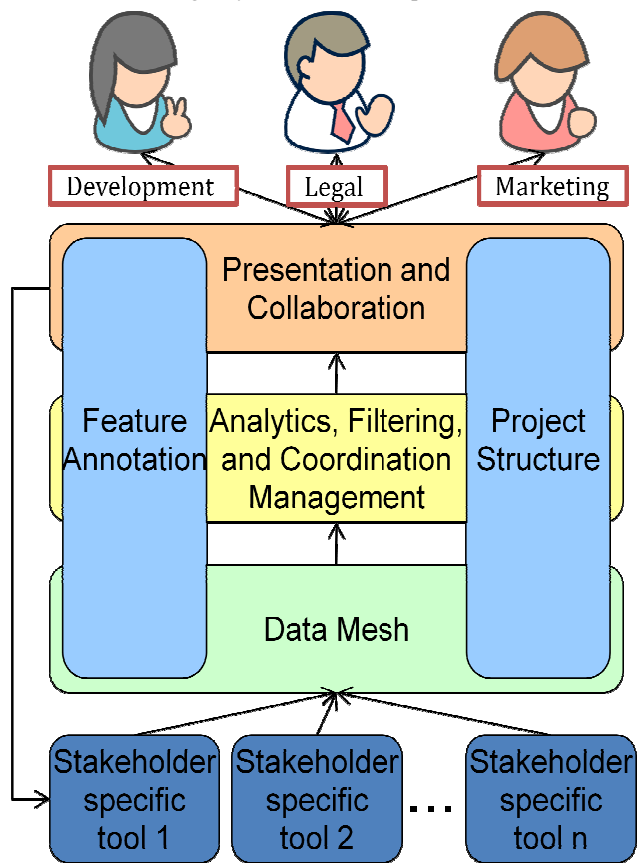 Development
Legal
Marketing
Presentation and
Collaboration
Feature
Annotation
Analytics, Filtering,
and Coordination
Management
Project
Structure
Data Mesh
Stakeholder
specific
tool 1
Stakeholder
specific
tool 2
...
Stakeholder
specific
tool n